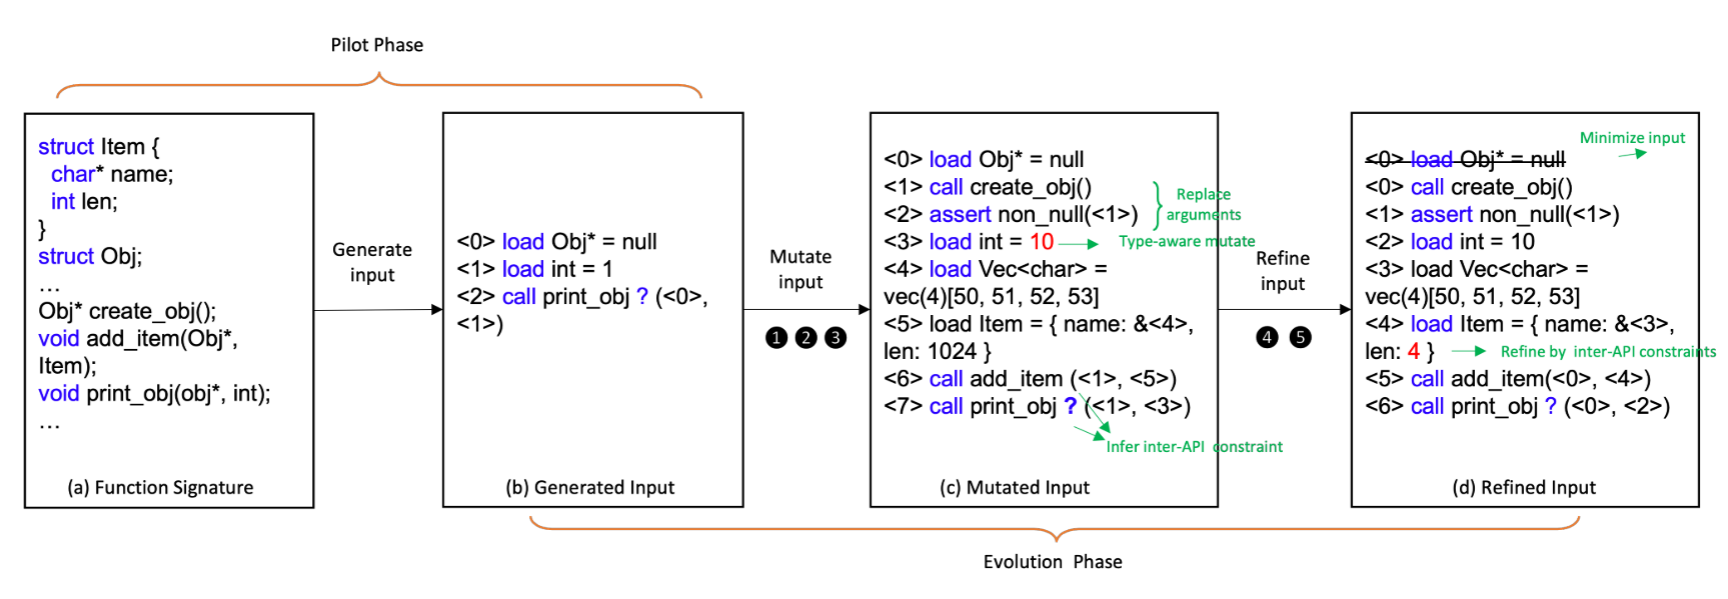 Pilot Phase
struct Item {
char* name;
int len;
}
struct Obj;
...
Obj* create_obj();
void add_item(Obj*,
Item);
void print_obj(obj*, int);
...
(a) Function Signature
Generate
input
<0> load Obj* = null
<1> load int = 1
<2> call print_obj ? (<0>,
<1>)
(b) Generated Input
Mutate
input
❶ ❷ ❸
<0> load Obj* = null
<1> call create_obj()
<2> assert non_null(<1>)
Replace
arguments
<3> load int = 10
Type-aware mutate
<4> load Vec<char> =
vec(4)[50, 51, 52, 53]
<5> load Item = { name: &<4>,
len: 1024 }
<6> call add_item (<1>, <5>)
<7> call print_obj ? (<1>, <3>)
Infer inter-API constraint
(c) Mutated Input
Refine
input
❹ ❺
Minimize input
<0> load Obj* = null
<0> call create_obj()
<1> assert non_null(<1>)
<2> load int = 10
<3> load Vec<char> =
vec(4)[50, 51, 52, 53]
<4> load Item = { name: &<3>,
len: 4 }
Refine by inter-API constraints
<5> call add_item(<0>, <4>)
<6> call print_obj ? (<0>, <2>)
(d) Refined Input
Evolution Phase